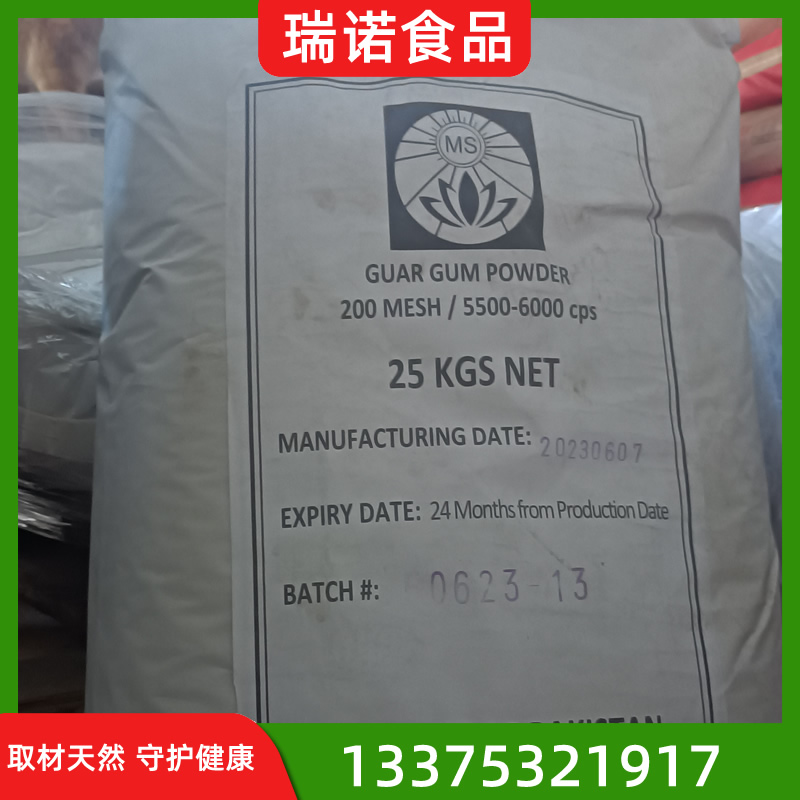 瑞诺食品
MS
GUAR GUM POWDER
200 MESH / 5500-6000 cps
25 KGS NET
MANUFACTURING DATE: 20230607
EXPIRY DATE: 24 Months from Production Date
BATCH #: 0623-13
PAKISTAN
取材天然 守护健康
13375321917